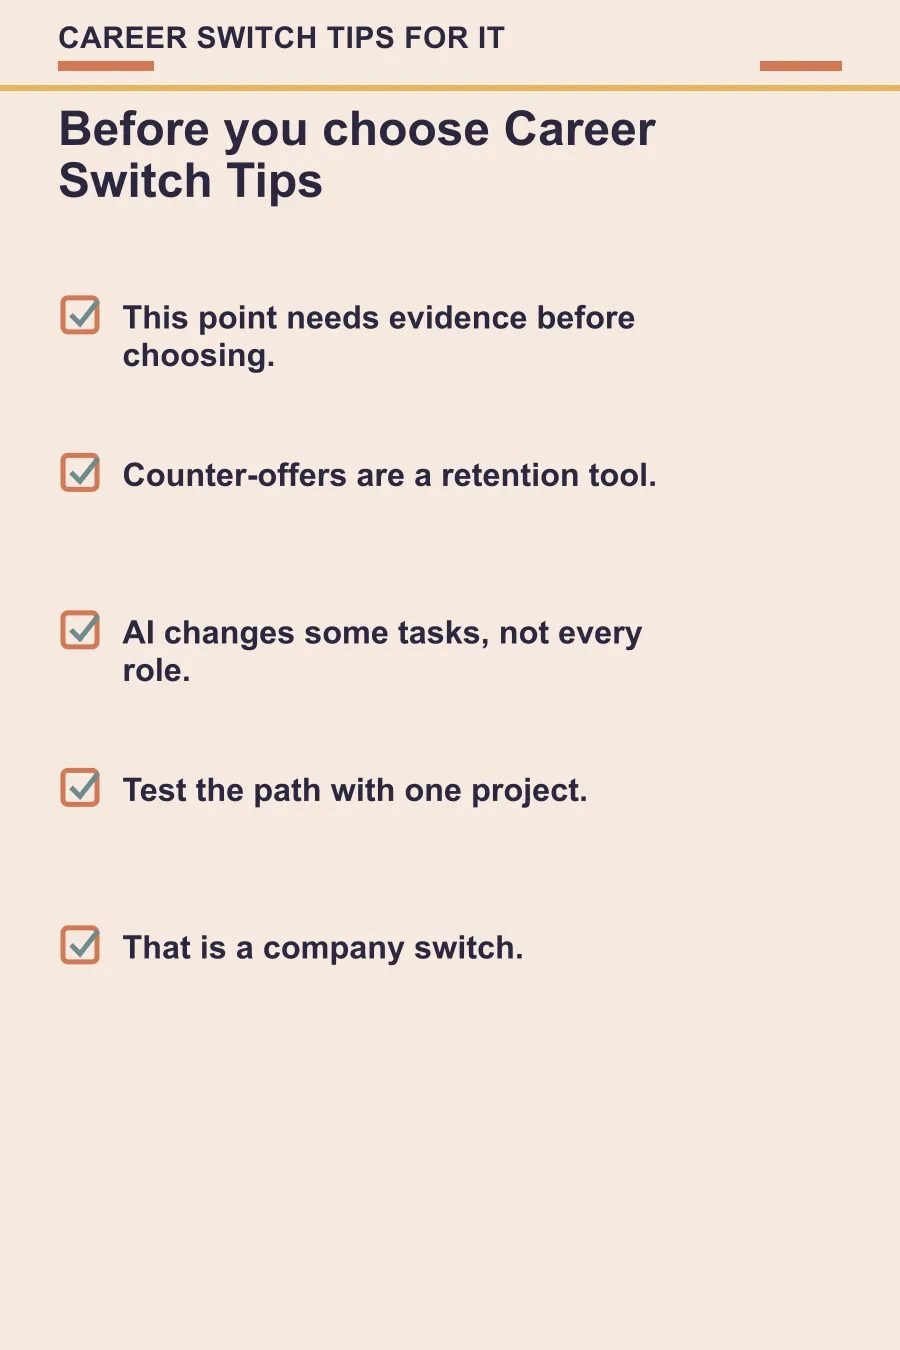 CAREER SWITCH TIPS FOR IT
Before you choose Career
Switch Tips
This point needs evidence before
choosing.
Counter-offers are a retention tool.
AI changes some tasks, not every
role.
Test the path with one project.
That is a company switch.